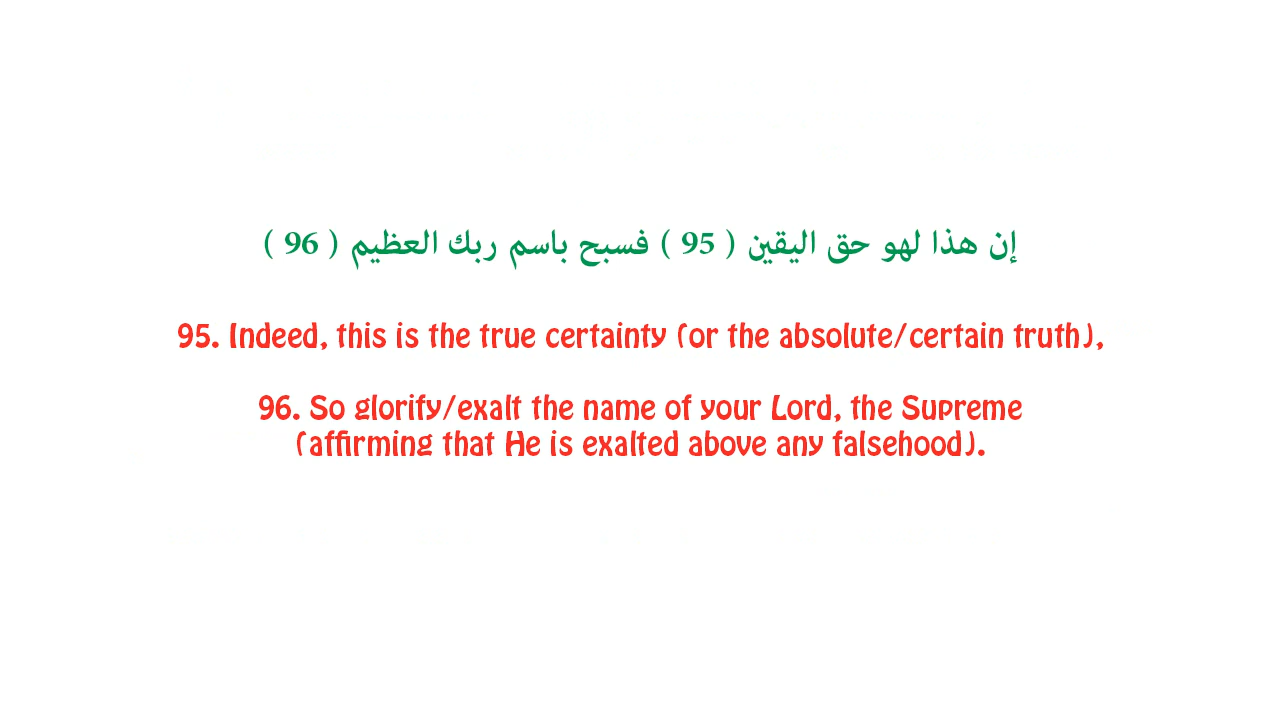 إن هذا لهو حق اليقين ( 95 ) فسبح باسم ربك العظيم ( 96 )
95. Indeed, this is the true certainty (or the absolute/certain truth),
96. So glorify/exalt the name of your Lord, the Supreme
(affirming that He is exalted above any falsehood).